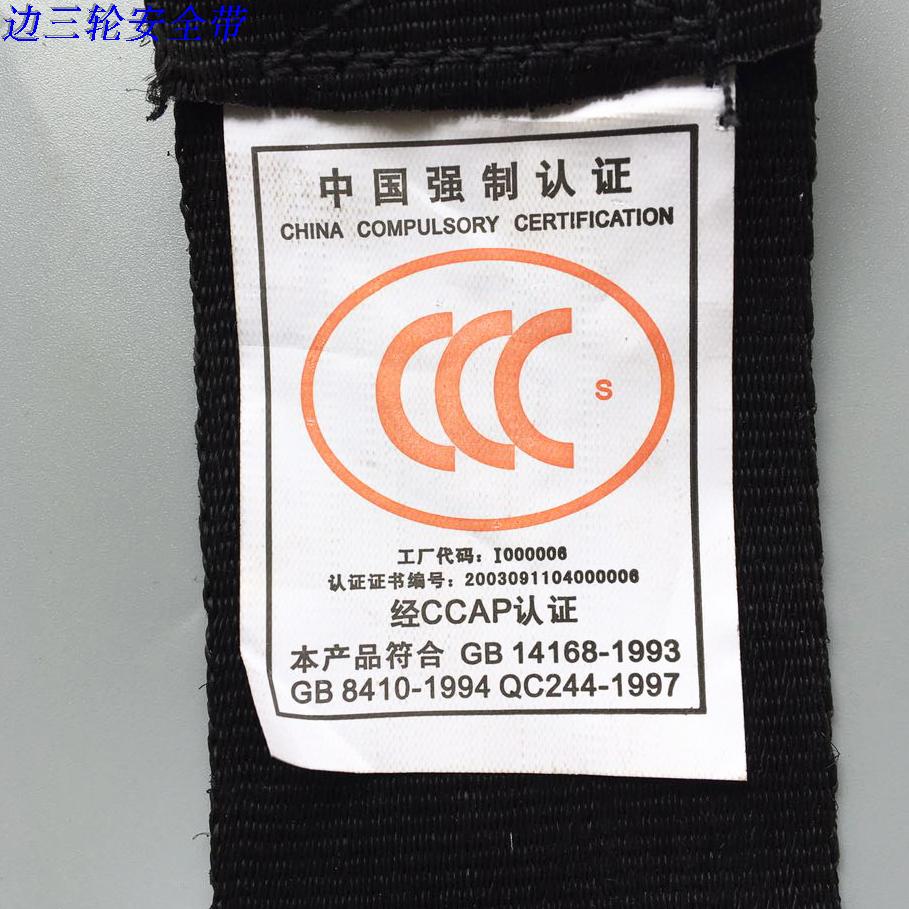 边三轮安全带
中国强制认证
CHINA COMPULSORY CERTIFICATION
CCC S
工厂代码：I000006
认证证书编号：2003091104000006
经CCAP认证
本产品符合 GB 14168-1993
GB 8410-1994 QC244-1997